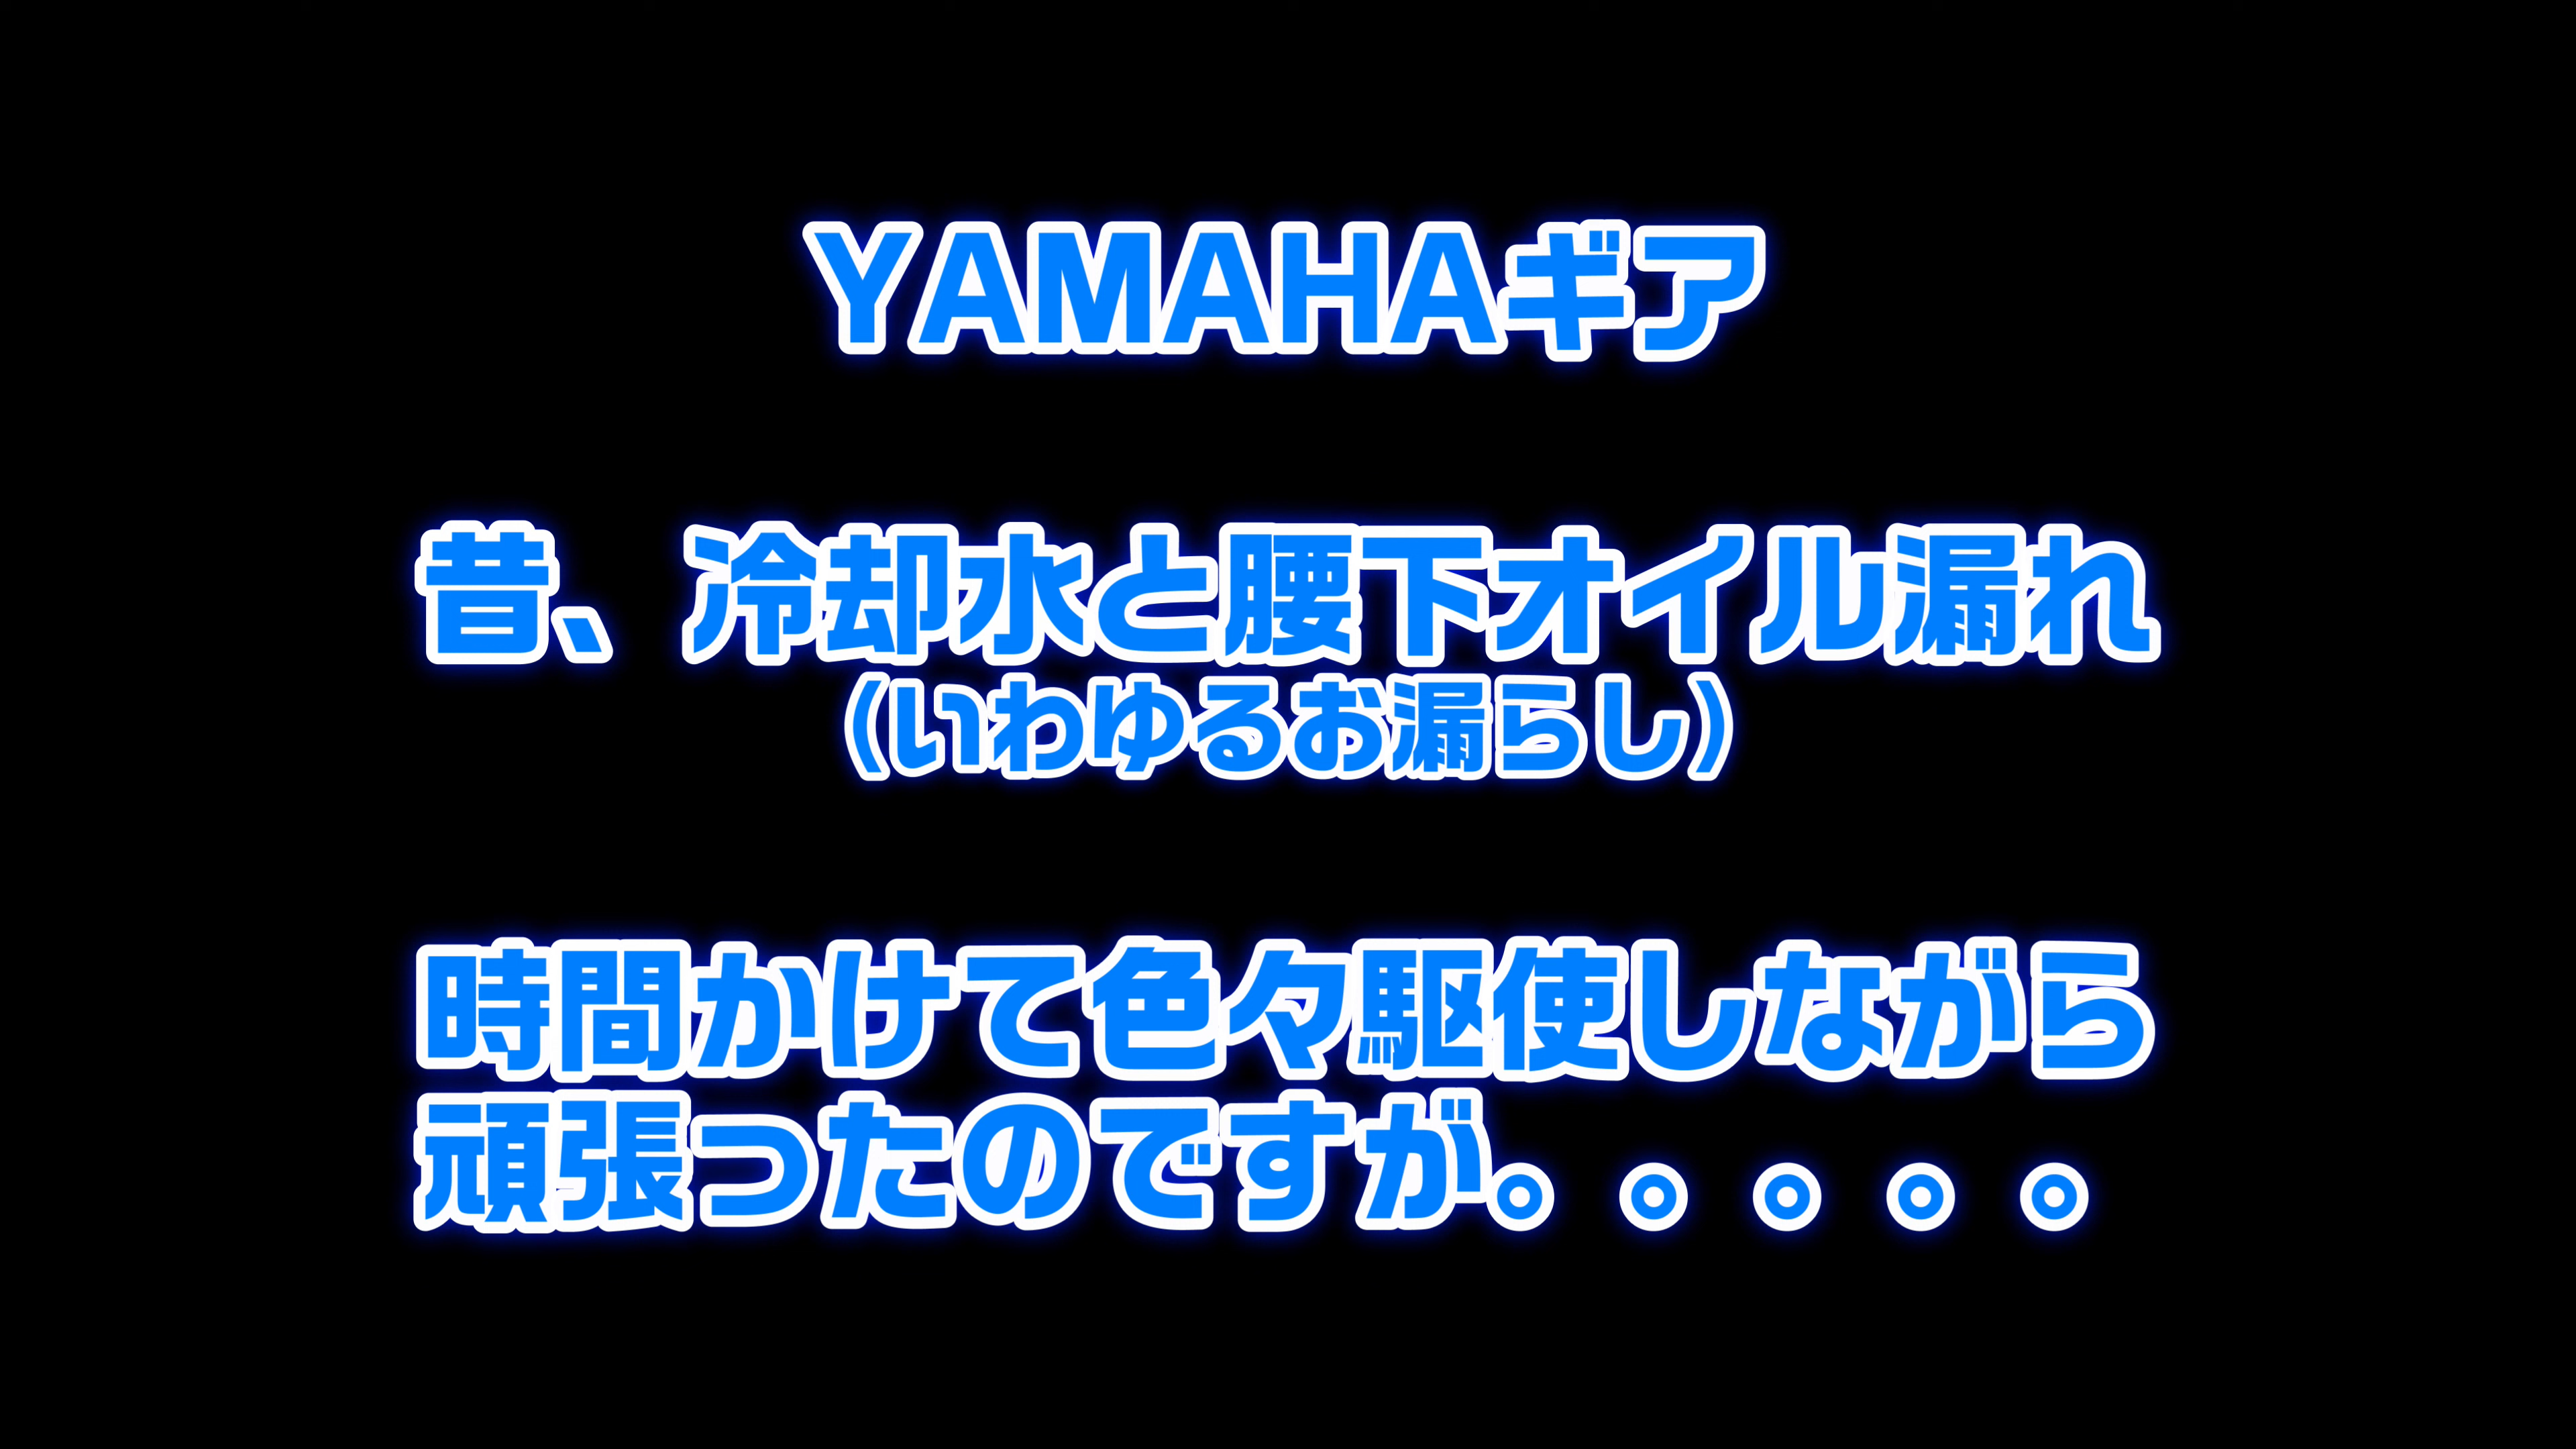 YAMAHAギア
昔、冷却水と腰下オイル漏れ
（いわゆるお漏らし）
時間かけて色々駆使しながら
頑張ったのですが。。。。。